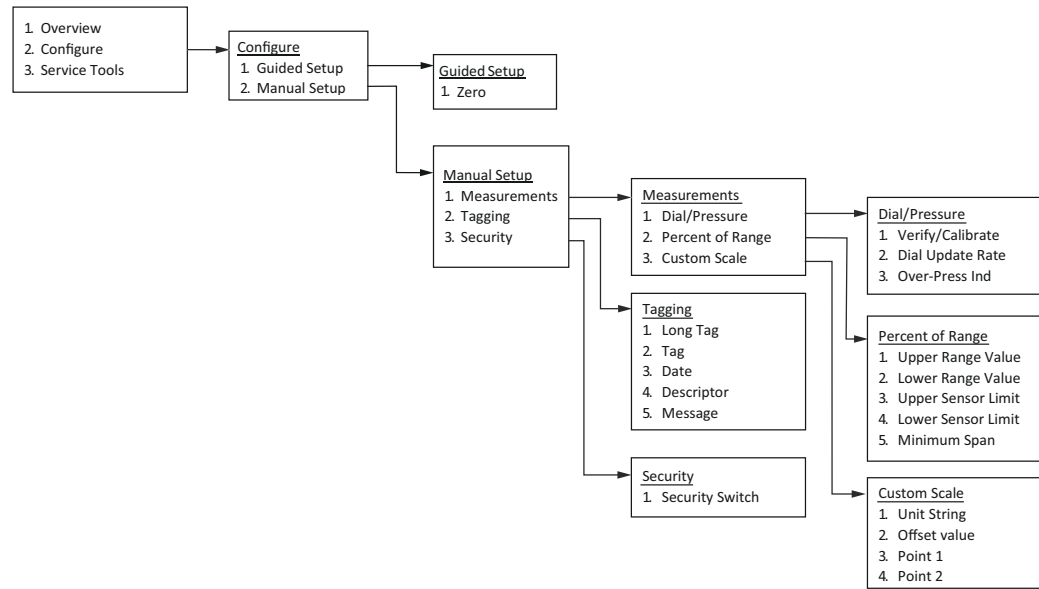 1. Overview
2. Configure
3. Service Tools
Configure
1. Guided Setup
2. Manual Setup
Guided Setup
1. Zero
Manual Setup
1. Measurements
2. Tagging
3. Security
Measurements
1. Dial/Pressure
2. Percent of Range
3. Custom Scale
Dial/Pressure
1. Verify/Calibrate
2. Dial Update Rate
3. Over-Press Ind
Tagging
1. Long Tag
2. Tag
3. Date
4. Descriptor
5. Message
Percent of Range
1. Upper Range Value
2. Lower Range Value
3. Upper Sensor Limit
4. Lower Sensor Limit
5. Minimum Span
Security
1. Security Switch
Custom Scale
1. Unit String
2. Offset value
3. Point 1
4. Point 2